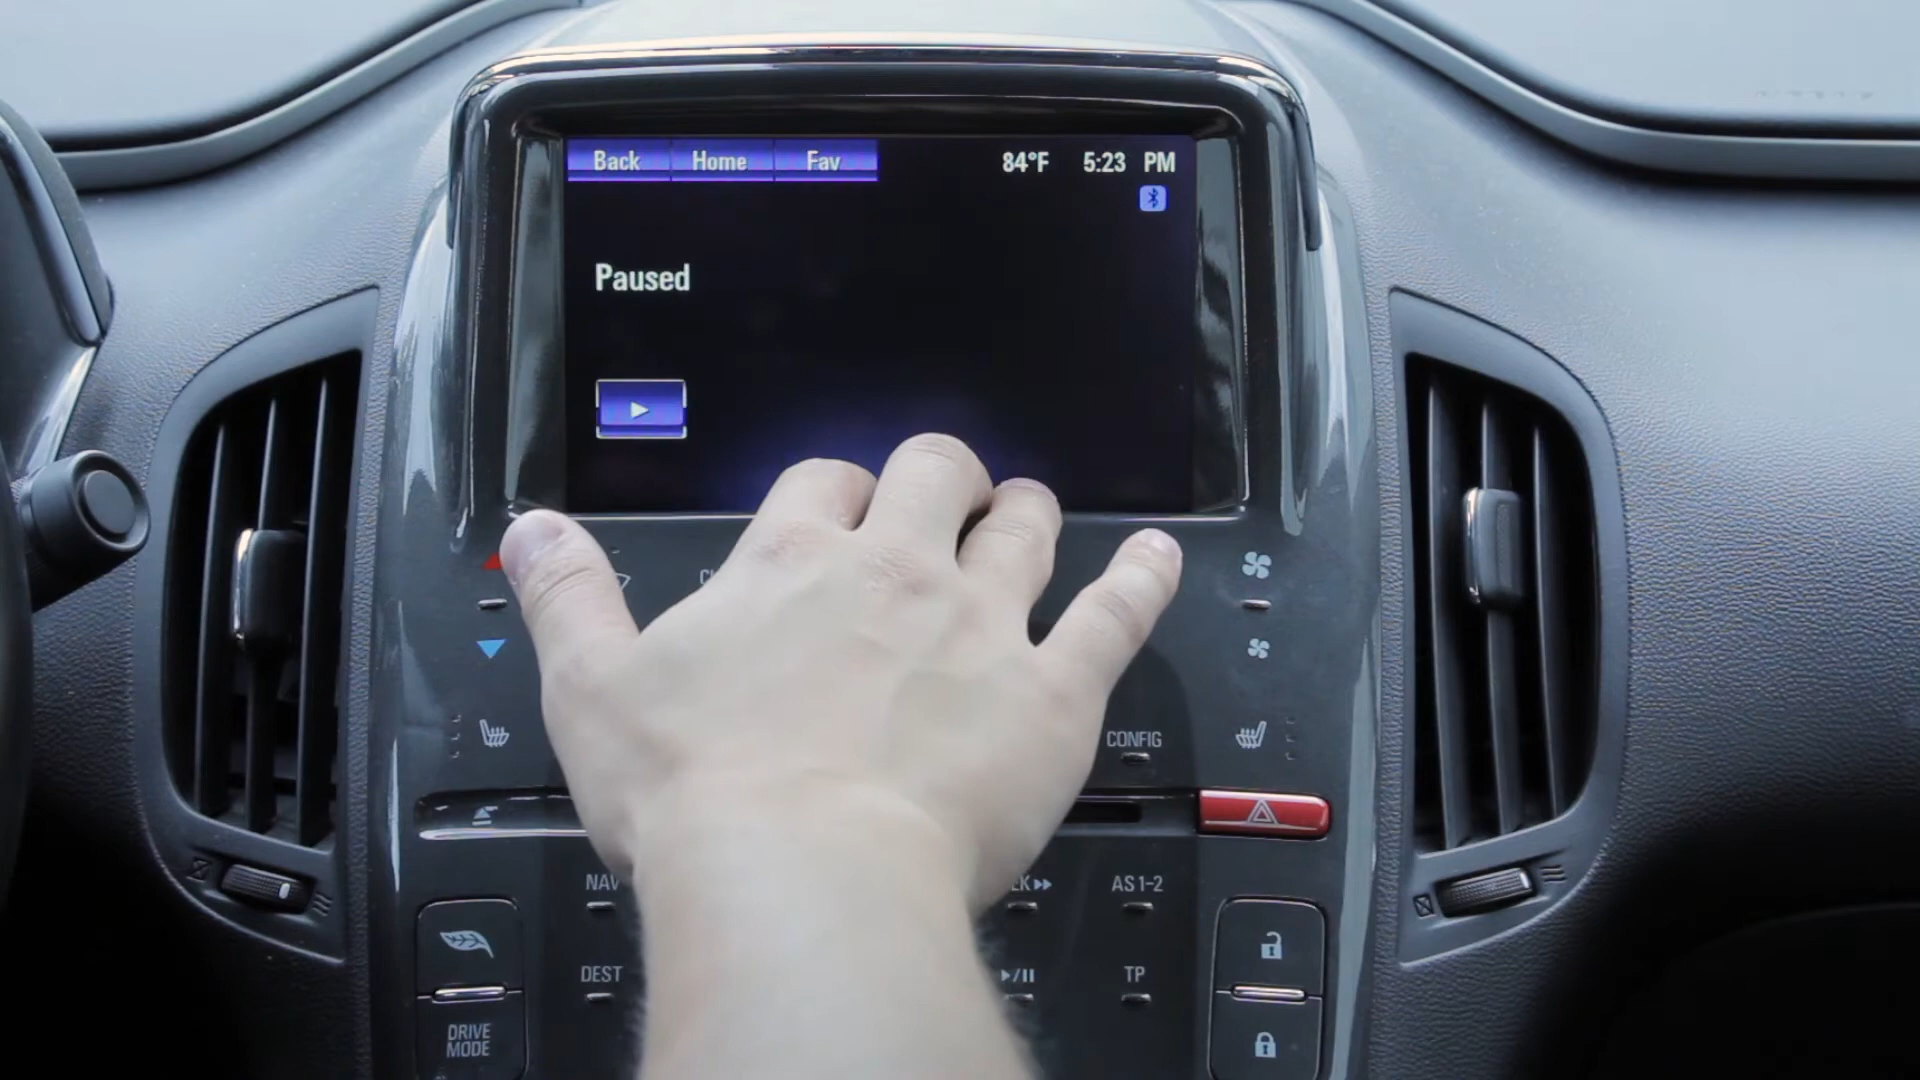 Back Home Fav 84°F 5:23 PM
Paused
CONFIG
NAV
AS 1-2
DEST
TP
DRIVE
MODE